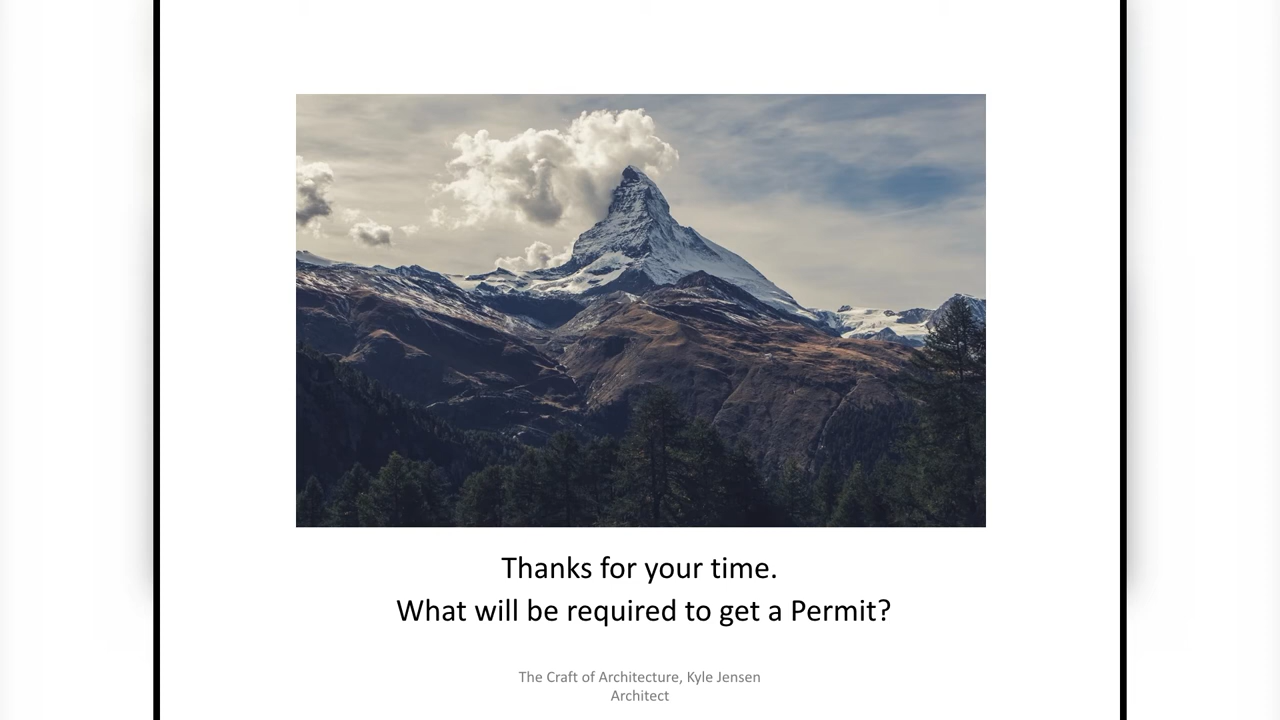 Thanks for your time.
What will be required to get a Permit?
The Craft of Architecture, Kyle Jensen
Architect